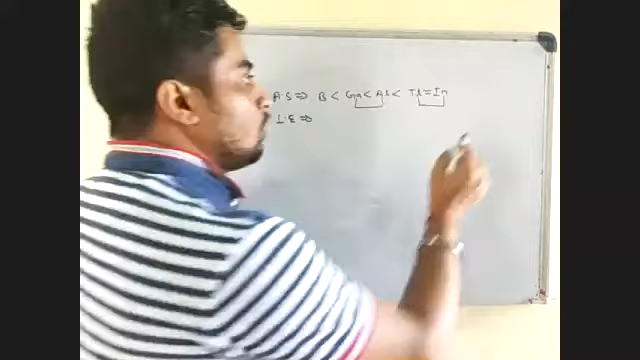 A.S⇒ B < Ga < Al < Tl = In
I.E ⇒